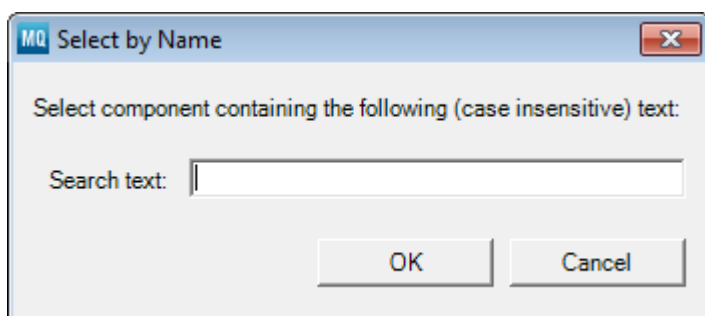 MQ Select by Name
Select component containing the following (case insensitive) text:
Search text:
OK Cancel